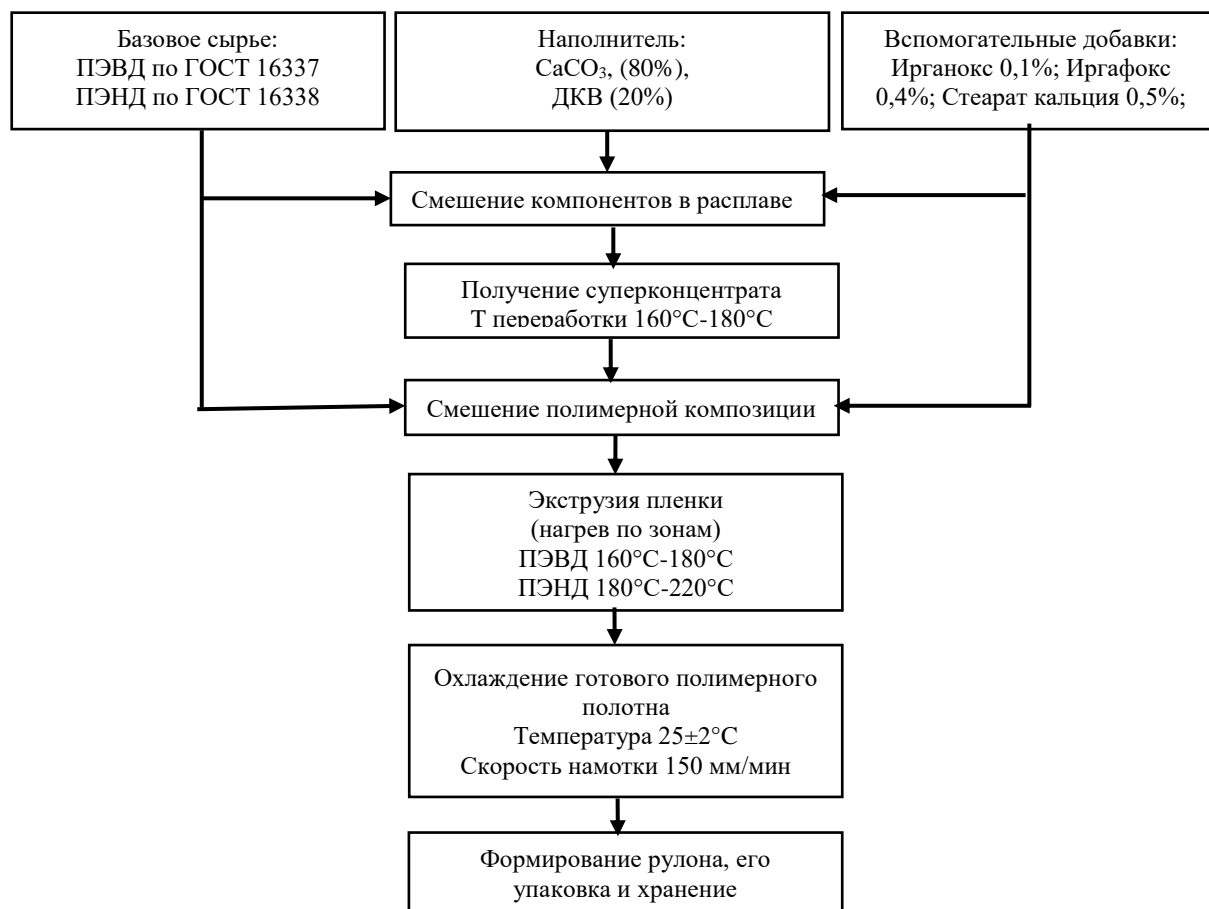 Базовое сырье:
ПЭВД по ГОСТ 16337
ПЭНД по ГОСТ 16338
Наполнитель:
CaCO₃, (80%),
ДКВ (20%)
Вспомогательные добавки:
Ирганокс 0,1%; Иргафокс
0,4%; Стеарат кальция 0,5%;
Смешение компонентов в расплаве
Получение суперконцентрата
Т переработки 160°С-180°С
Смешение полимерной композиции
Экструзия пленки
(нагрев по зонам)
ПЭВД 160°С-180°С
ПЭНД 180°С-220°С
Охлаждение готового полимерного
полотна
Температура 25±2°С
Скорость намотки 150 мм/мин
Формирование рулона, его
упаковка и хранение